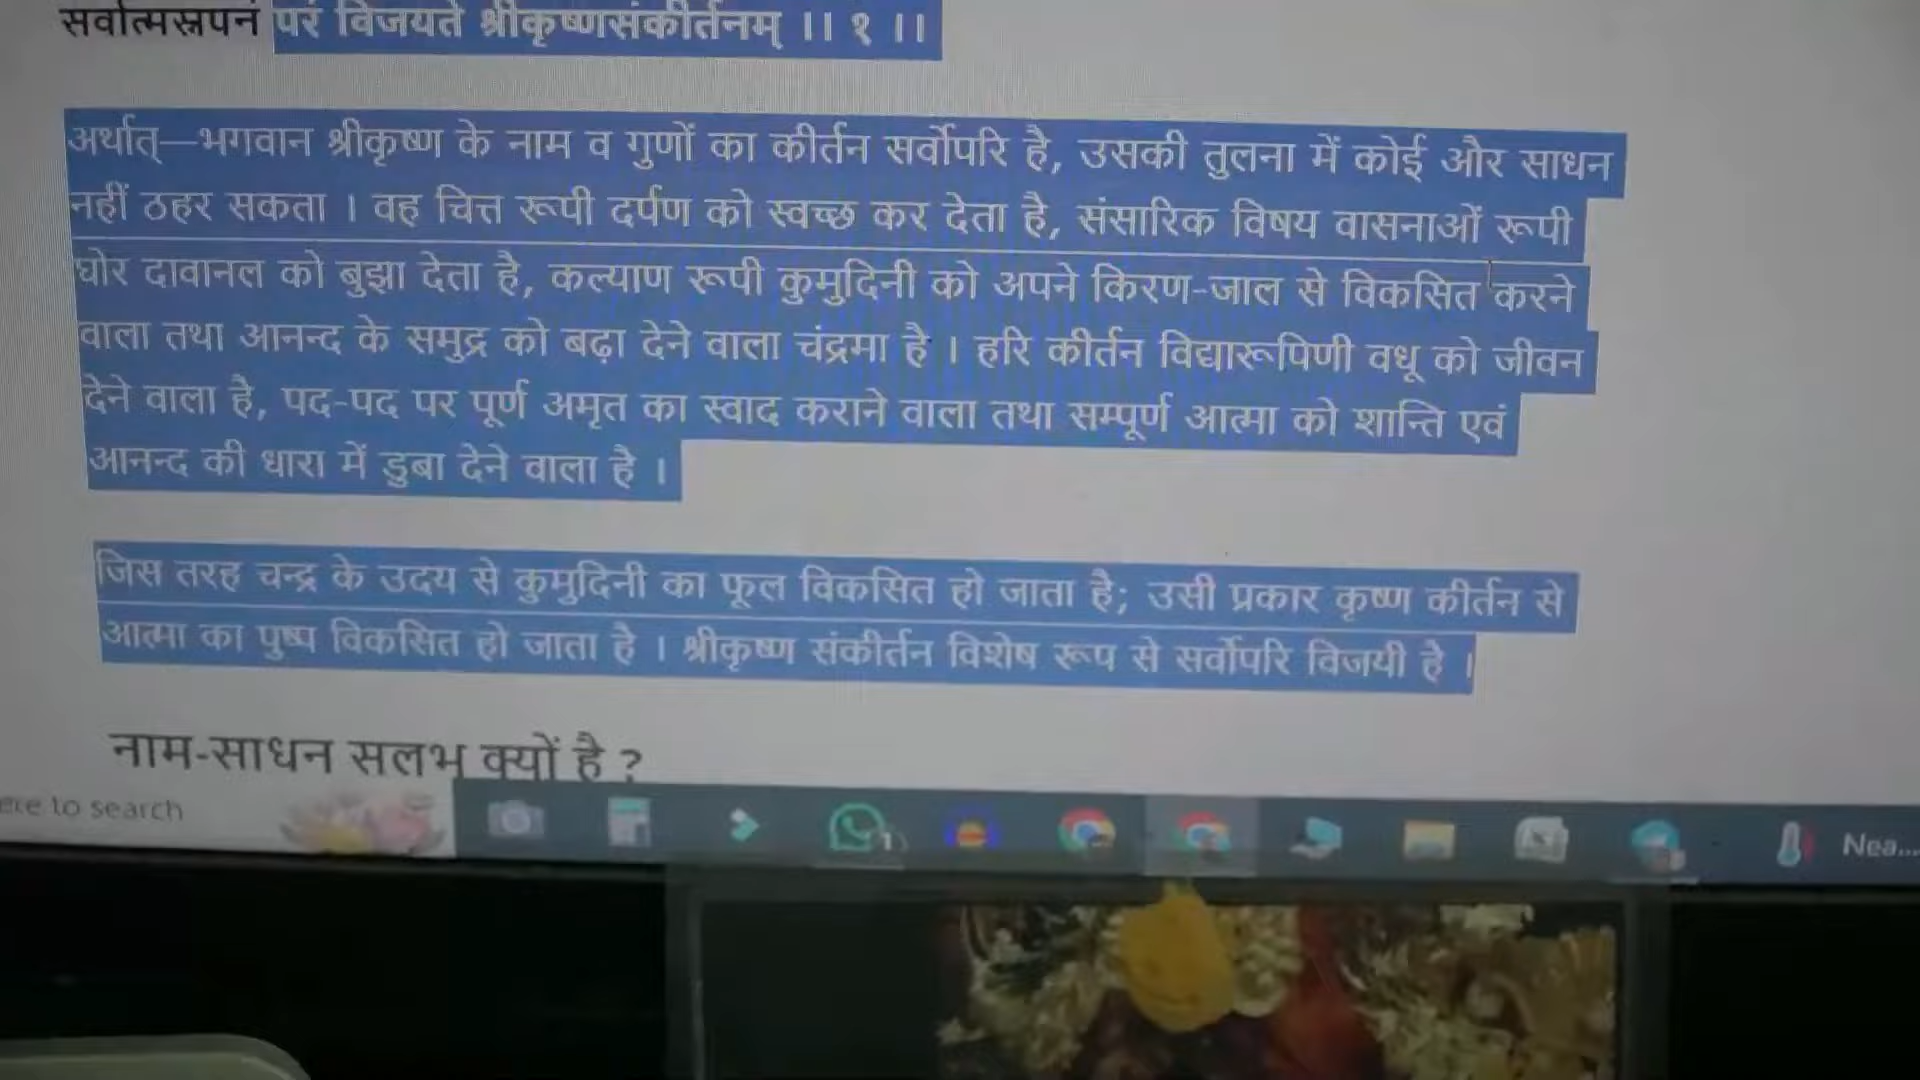 सर्वात्मस्नपनं परं विजयते श्रीकृष्णसंकीर्तनम् ।। १ ।।
अर्थात्—भगवान श्रीकृष्ण के नाम व गुणों का कीर्तन सर्वोपरि है, उसकी तुलना में कोई और साधन
नहीं ठहर सकता । वह चित्त रूपी दर्पण को स्वच्छ कर देता है, संसारिक विषय वासनाओं रूपी
घोर दावानल को बुझा देता है, कल्याण रूपी कुमुदिनी को अपने किरण-जाल से विकसित करने
वाला तथा आनन्द के समुद्र को बढ़ा देने वाला चंद्रमा है । हरि कीर्तन विद्यारूपिणी वधू को जीवन
देने वाला है, पद-पद पर पूर्ण अमृत का स्वाद कराने वाला तथा सम्पूर्ण आत्मा को शान्ति एवं
आनन्द की धारा में डुबा देने वाला है ।
जिस तरह चन्द्र के उदय से कुमुदिनी का फूल विकसित हो जाता है; उसी प्रकार कृष्ण कीर्तन से
आत्मा का पुष्प विकसित हो जाता है । श्रीकृष्ण संकीर्तन विशेष रूप से सर्वोपरि विजयी है ।
नाम-साधन सुलभ क्यों है ?
ere to search
Nea...